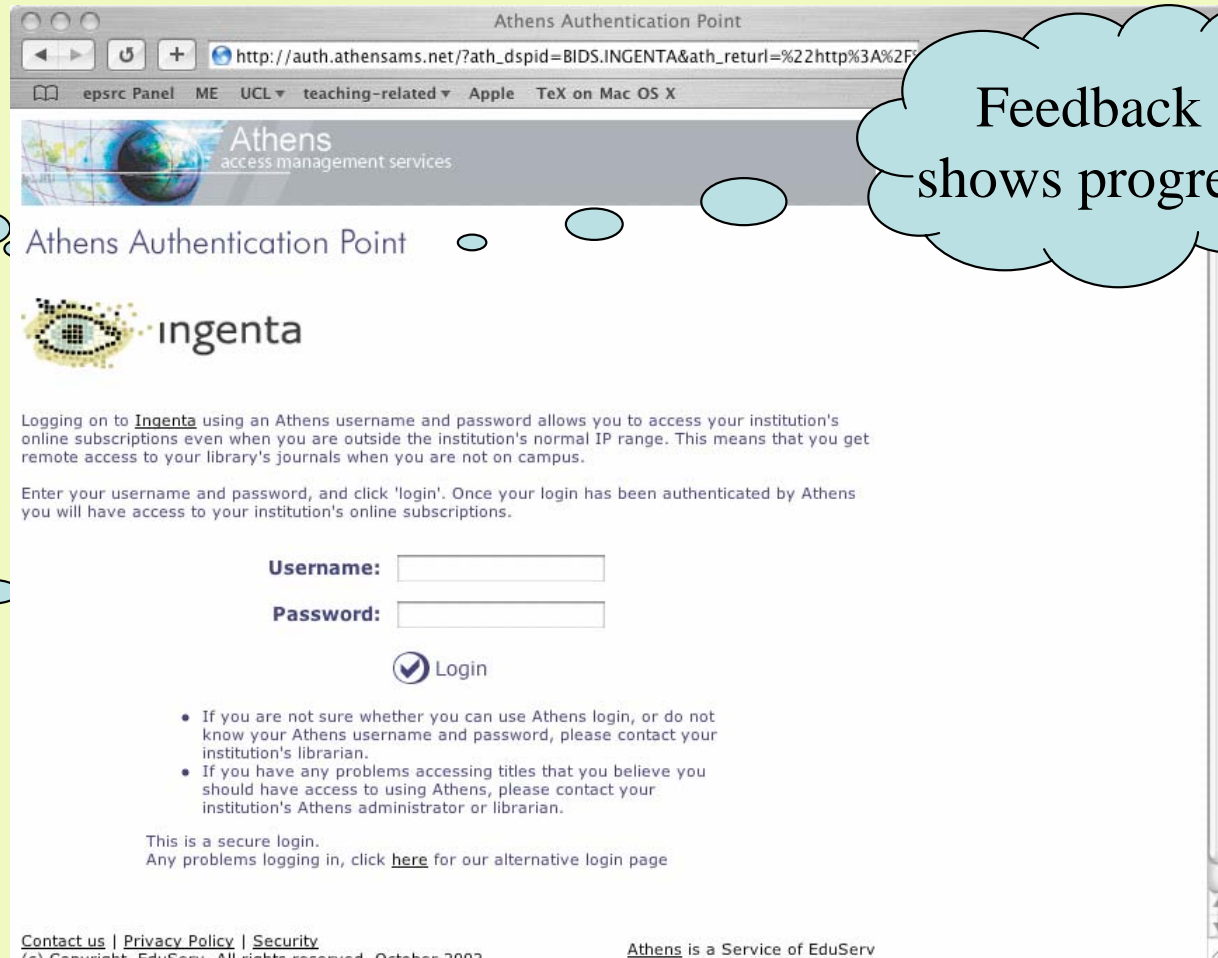 Athens Authentication Point
http://auth.athensams.net/?ath_dspid=BIDS.INGENTA&ath_returl=%22http%3A%2F
epsrc Panel ME UCL teaching-related Apple TeX on Mac OS X
Feedback
shows progre
Athens
access management services
Athens Authentication Point
ingenta
Logging on to Ingenta using an Athens username and password allows you to access your institution's
online subscriptions even when you are outside the institution's normal IP range. This means that you get
remote access to your library's journals when you are not on campus.
Enter your username and password, and click 'login'. Once your login has been authenticated by Athens
you will have access to your institution's online subscriptions.
Username:
Password:
Login
• If you are not sure whether you can use Athens login, or do not
know your Athens username and password, please contact your
institution's librarian.
• If you have any problems accessing titles that you believe you
should have access to using Athens, please contact your
institution's Athens administrator or librarian.
This is a secure login.
Any problems logging in, click here for our alternative login page
Contact us | Privacy Policy | Security
(c) Copyright, EduServ. All rights reserved, October
Athens is a Service of EduServ